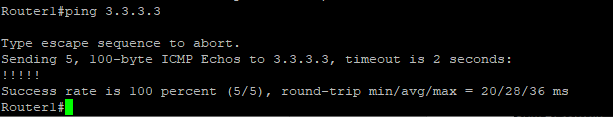 Router1#ping 3.3.3.3
Type escape sequence to abort.
Sending 5, 100-byte ICMP Echos to 3.3.3.3, timeout is 2 seconds:
!!!!!
Success rate is 100 percent (5/5), round-trip min/avg/max = 20/28/36 ms
Router1#